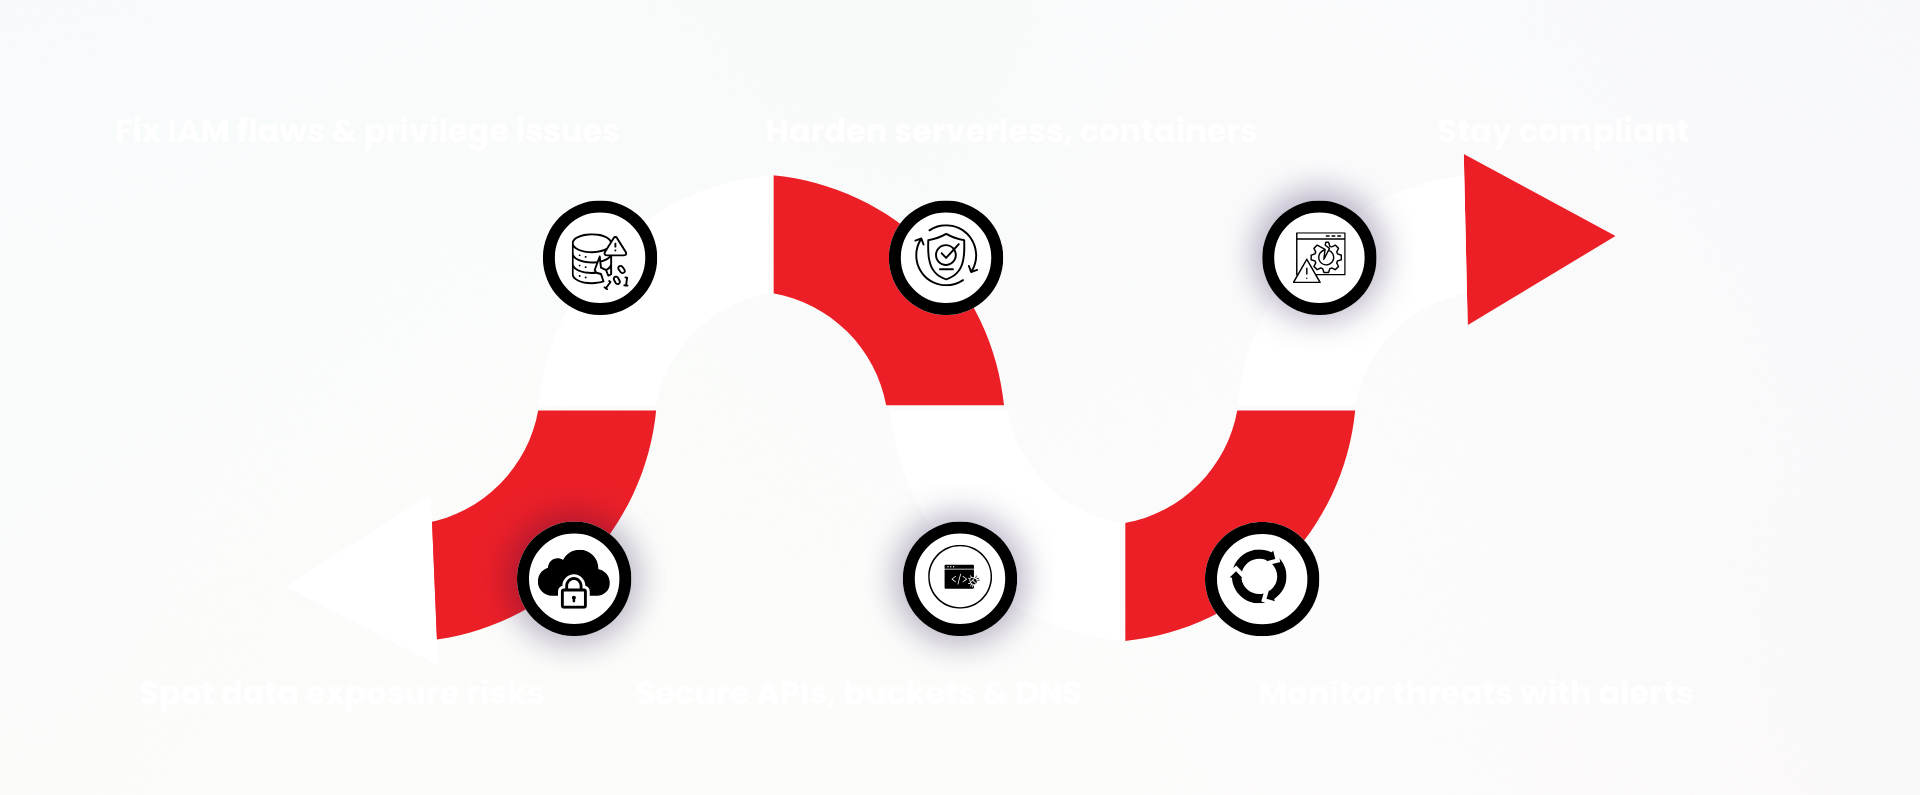 Fix IAM flaws & privilege issues
Harden serverless, containers
Stay compliant
</>
Spot data exposure risks
Secure APIs, buckets & DNS
Monitor threats with alerts